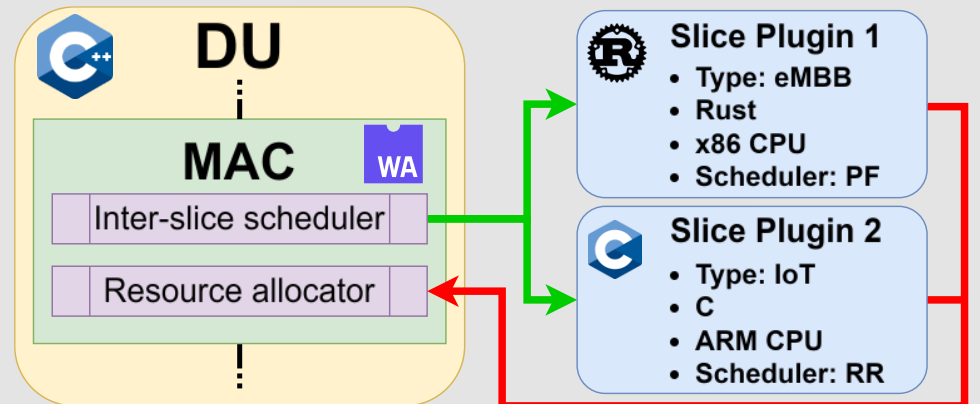 C++
DU
MAC
WA
Inter-slice scheduler
Resource allocator
R
Slice Plugin 1
• Type: eMBB
• Rust
• x86 CPU
• Scheduler: PF
C
Slice Plugin 2
• Type: IoT
• C
• ARM CPU
• Scheduler: RR